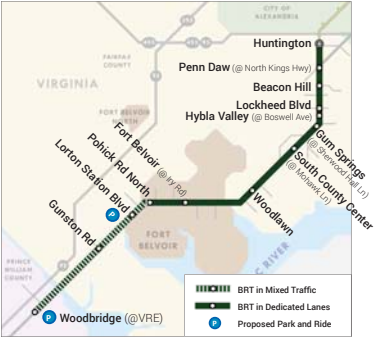 CITY OF
ALEXANDRIA
Huntington
FAIRFAX
COUNTY
Penn Daw (@ North Kings Hwy)
VIRGINIA
Beacon Hill
Lockheed Blvd
Hybla Valley (@ Boswell Ave)
FORT BELVOIR
NORTH
Gum Springs
(@ Sherwood Hall Ln)
South County Center
(@ Mohawk Ln)
Woodlawn
Fort Belvoir (@ Iry Rd)
Pohick Rd North
Lorton Station Blvd
P
Gunston Rd
FORT
BELVOIR
PRINCE
WILLIAM
COUNTY
C RIVER
P Woodbridge (@VRE)
BRT in Mixed Traffic
BRT in Dedicated Lanes
P Proposed Park and Ride